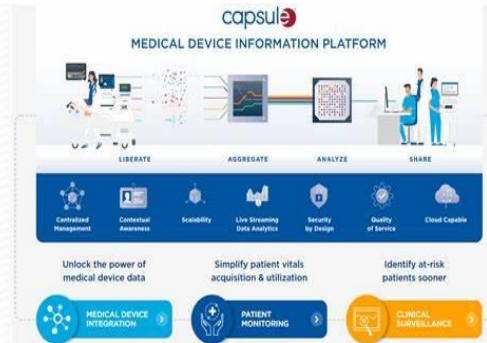 capsule
MEDICAL DEVICE INFORMATION PLATFORM
LIBERATE AGGREGATE ANALYZE SHARE
Centralized Management
Contextual Awareness
Scalability
Live Streaming Data Analytics
Security by Design
Quality of Service
Cloud Capable
Unlock the power of
medical device data
Simplify patient vitals
acquisition & utilization
Identify at-risk
patients sooner
MEDICAL DEVICE
INTEGRATION
PATIENT
MONITORING
CLINICAL
SURVEILLANCE